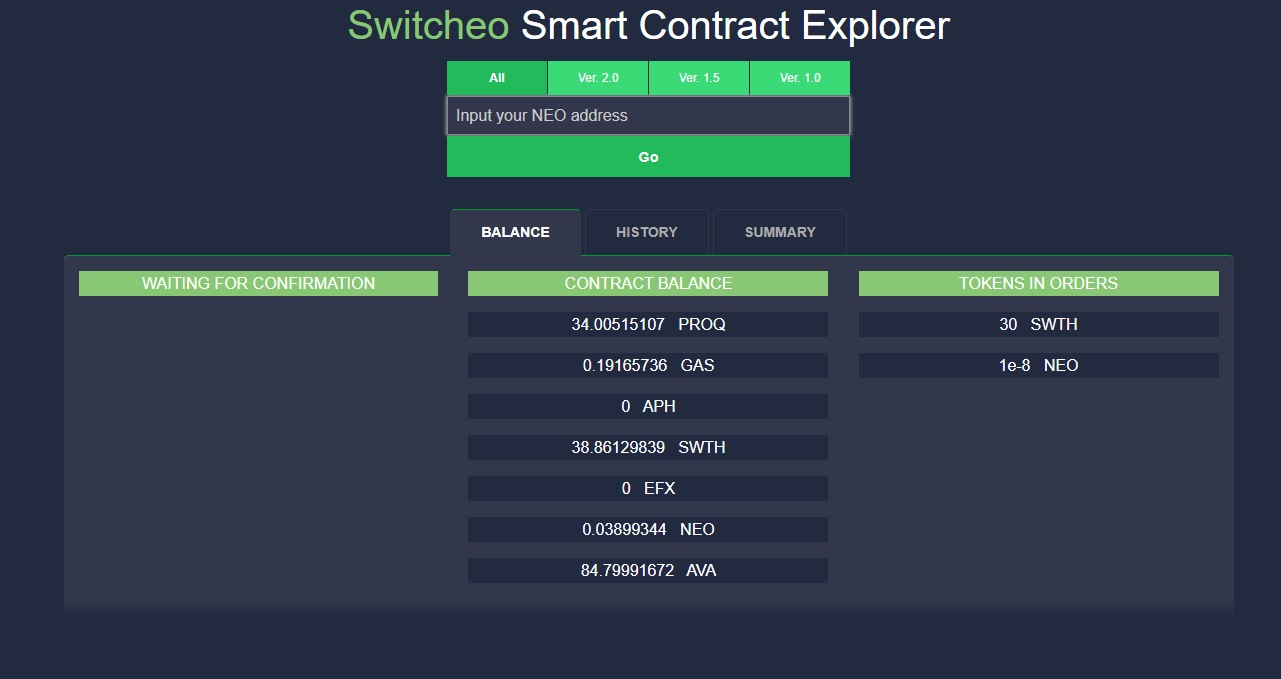 Switcheo Smart Contract Explorer
All Ver. 2.0 Ver. 1.5 Ver. 1.0
Input your NEO address
Go
BALANCE HISTORY SUMMARY
WAITING FOR CONFIRMATION
CONTRACT BALANCE
34.00515107 PROQ
0.19165736 GAS
0 APH
38.86129839 SWTH
0 EFX
0.03899344 NEO
84.79991672 AVA
TOKENS IN ORDERS
30 SWTH
1e-8 NEO